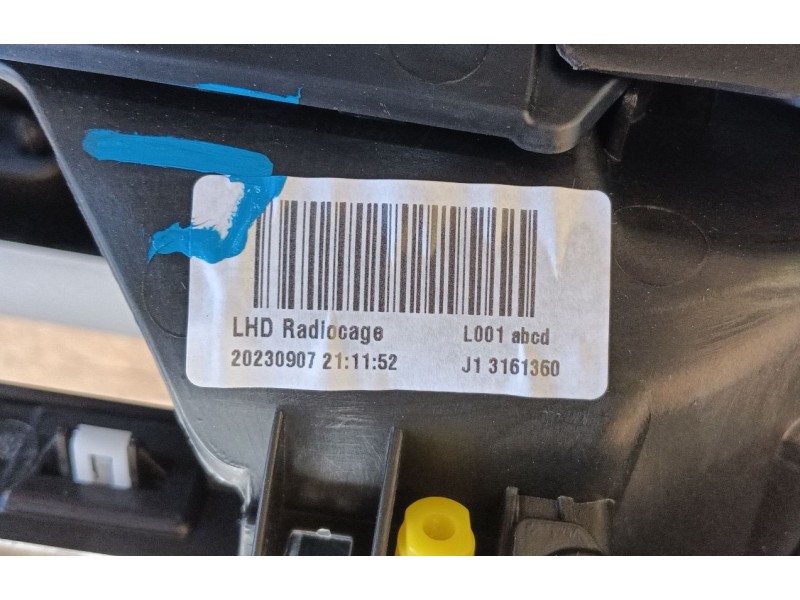 LHD Radiocage L001 abcd
20230907 21:11:52 J1 3161360